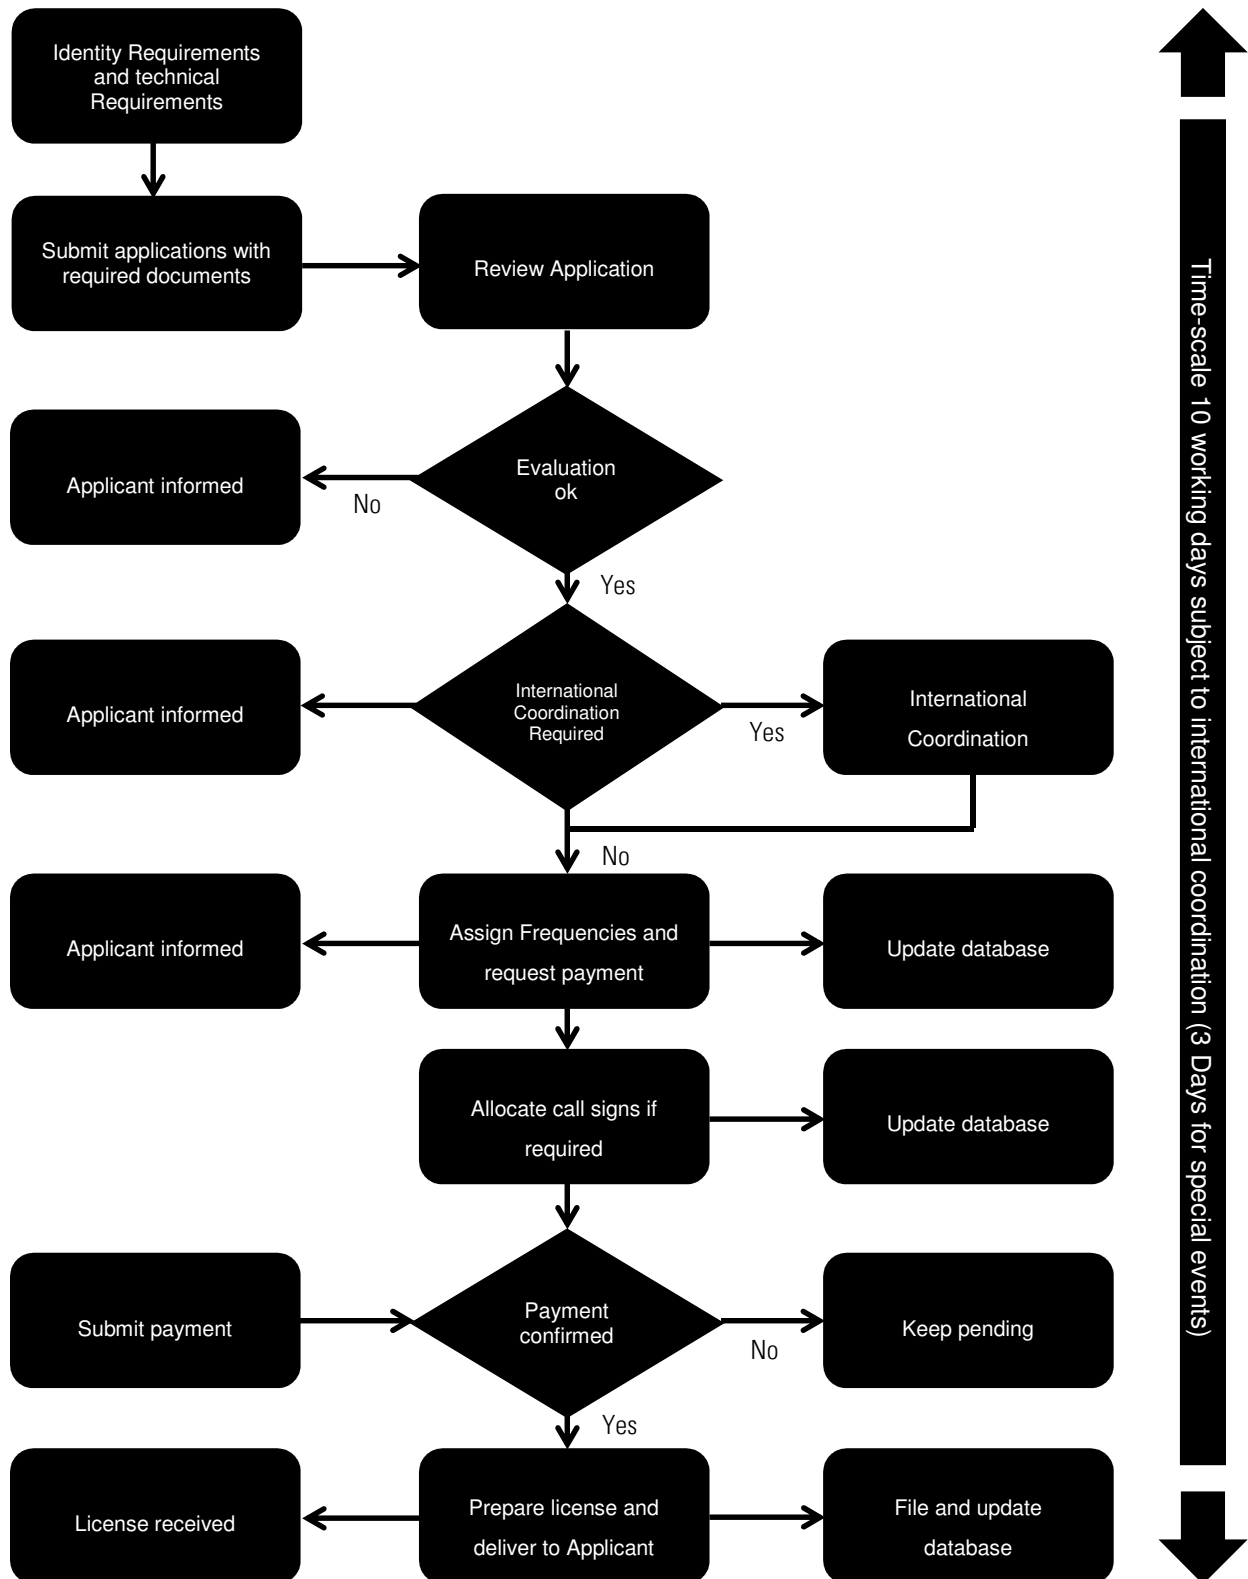 Identity Requirements
and technical
Requirements
Submit applications with
required documents
Review Application
Applicant informed
No
Evaluation
ok
Yes
Applicant informed
International
Coordination
Required
Yes
International
Coordination
No
Applicant informed
Assign Frequencies and
request payment
Update database
Allocate call signs if
required
Update database
Submit payment
Payment
confirmed
No
Keep pending
Yes
License received
Prepare license and
deliver to Applicant
File and update
database
Time-scale 10 working days subject to international coordination (3 Days for special events)